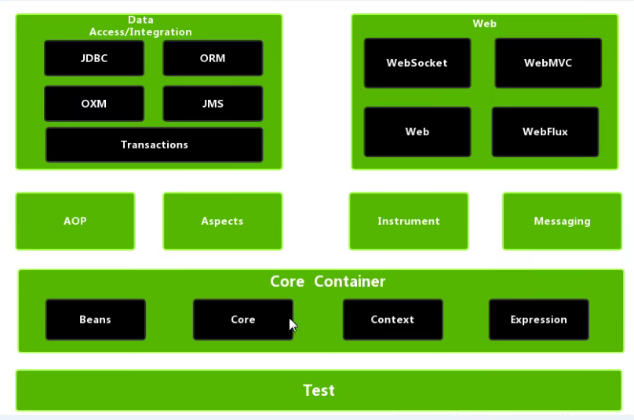 Data
Access/Integration
JDBC
ORM
OXM
JMS
Transactions
Web
WebSocket
WebMVC
Web
WebFlux
AOP
Aspects
Instrument
Messaging
Core Container
Beans
Core
Context
Expression
Test